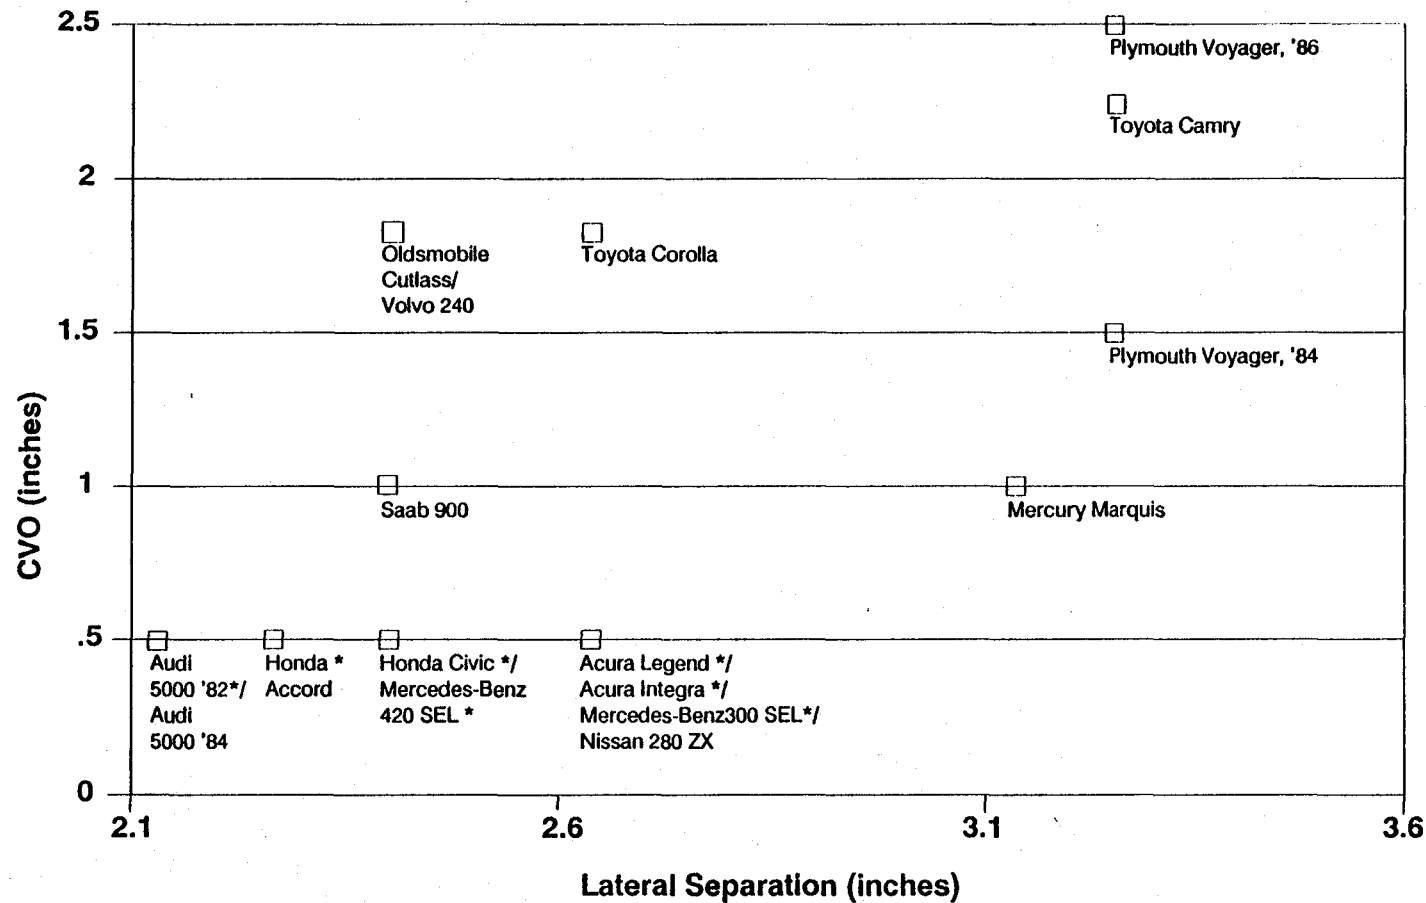 2.5
Plymouth Voyager, '86
Toyota Camry
2
Oldsmobile
Cutlass/
Volvo 240
Toyota Corolla
1.5
Plymouth Voyager, '84
CVO (inches)
1
Saab 900
Mercury Marquis
.5
Audi
5000 '82*/
Audi
5000 '84
Honda *
Accord
Honda Civic */
Mercedes-Benz
420 SEL *
Acura Legend */
Acura Integra */
Mercedes-Benz300 SEL*/
Nissan 280 ZX
0
2.1
2.6
3.1
3.6
Lateral Separation (inches)